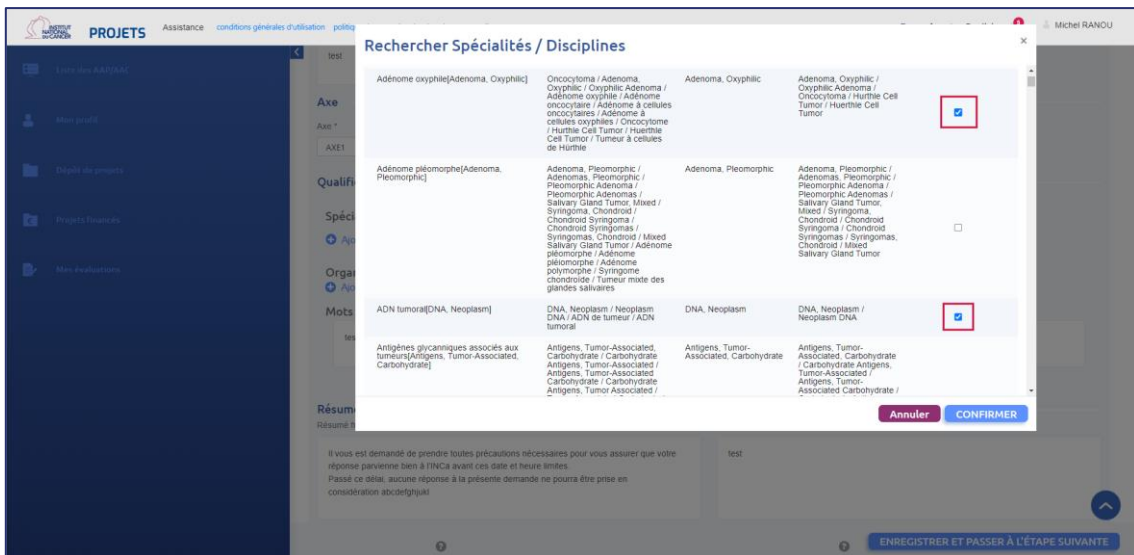 INSTITUT
NATIONAL
DU CANCER
PROJETS
Assistance
conditions générales d'utilisation
Michel RANOU
Liste des AAP/AAC
Mon profil
Dépôt de projets
Projets financés
Mes évaluations
test
Axe
Axe *
AXE1
Rechercher Spécialités / Disciplines
×
Adénome oxyphile[Adenoma, Oxyphilic]
Oncocytoma / Adenoma,
Oxyphilic / Oxyphilic Adenoma /
Adénome oxyphile / Adénome
oncocytaire / Adénome à cellules
oncocytaires / Adénome à
cellules oxyphiles / Oncocytome
/ Hurthle Cell Tumor / Huerthle
Cell Tumor / Tumeur à cellules
de Hürthle
Adenoma, Oxyphilic
Adenoma, Oxyphilic /
Oxyphilic Adenoma /
Oncocytoma / Hurthle Cell
Tumor / Huerthle Cell
Tumor
Adénome pléomorphe[Adenoma,
Pleomorphic]
Adenoma, Pleomorphic /
Adenomas, Pleomorphic /
Pleomorphic Adenoma /
Pleomorphic Adenomas /
Salivary Gland Tumor, Mixed /
Syringoma, Chondroid /
Chondroid Syringoma /
Chondroid Syringomas /
Syringomas, Chondroid / Mixed
Salivary Gland Tumor / Adénome
pléomorphe / Adénome
pléiomorphe / Adénome
polymorphe / Syringome
chondroïde / Tumeur mixte des
glandes salivaires
Adenoma, Pleomorphic
Adenoma, Pleomorphic /
Adenomas, Pleomorphic /
Pleomorphic Adenoma /
Pleomorphic Adenomas /
Salivary Gland Tumor,
Mixed / Syringoma,
Chondroid / Chondroid
Syringoma / Chondroid
Syringomas / Syringomas,
Chondroid / Mixed
Salivary Gland Tumor
ADN tumoral[DNA, Neoplasm]
DNA, Neoplasm / Neoplasm
DNA / ADN de tumeur / ADN
tumoral
DNA, Neoplasm
DNA, Neoplasm /
Neoplasm DNA
Antigènes glycanniques associés aux
tumeurs[Antigens, Tumor-Associated,
Carbohydrate]
Antigens, Tumor-Associated,
Carbohydrate / Carbohydrate
Antigens, Tumor-Associated /
Antigens, Tumor-Associated
Carbohydrate / Carbohydrate
Antigens, Tumor Associated /
Antigens, Tumor-
Associated, Carbohydrate
Antigens, Tumor-
Associated, Carbohydrate
/ Carbohydrate Antigens,
Tumor-Associated /
Antigens, Tumor-
Associated Carbohydrate /
Annuler
CONFIRMER
Mots
Il vous est demandé de prendre toutes précautions nécessaires pour vous assurer que votre
réponse parvienne bien à l'INCa avant ces date et heure limites.
Passé ce délai, aucune réponse à la présente demande ne pourra être prise en
considération abcdefghijukl
test
ENREGISTRER ET PASSER À L'ÉTAPE SUIVANTE